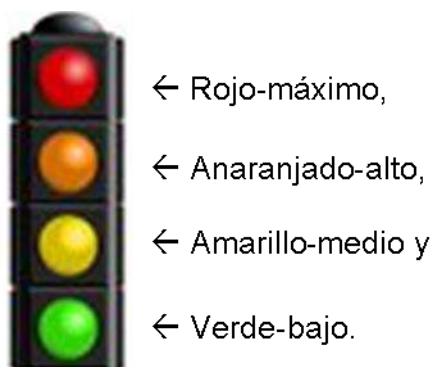 ← Rojo-máximo,
← Anaranjado-alto,
← Amarillo-medio y
← Verde-bajo.